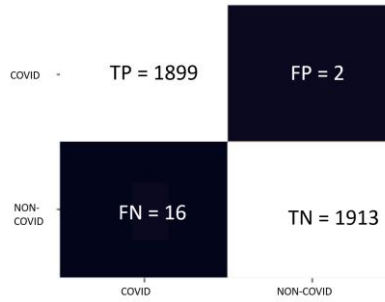 COVID
TP = 1899
FP = 2
NON-
COVID
FN = 16
TN = 1913
COVID
NON-COVID